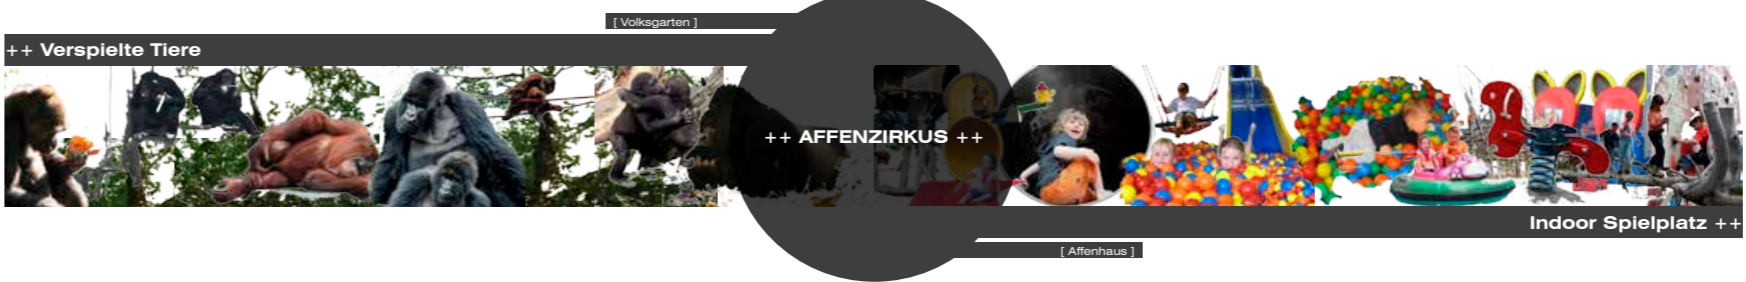 [ Volksgarten ]
++ Verspielte Tiere
++ AFFENZIRKUS ++
Indoor Spielplatz ++
[ Affenhaus ]